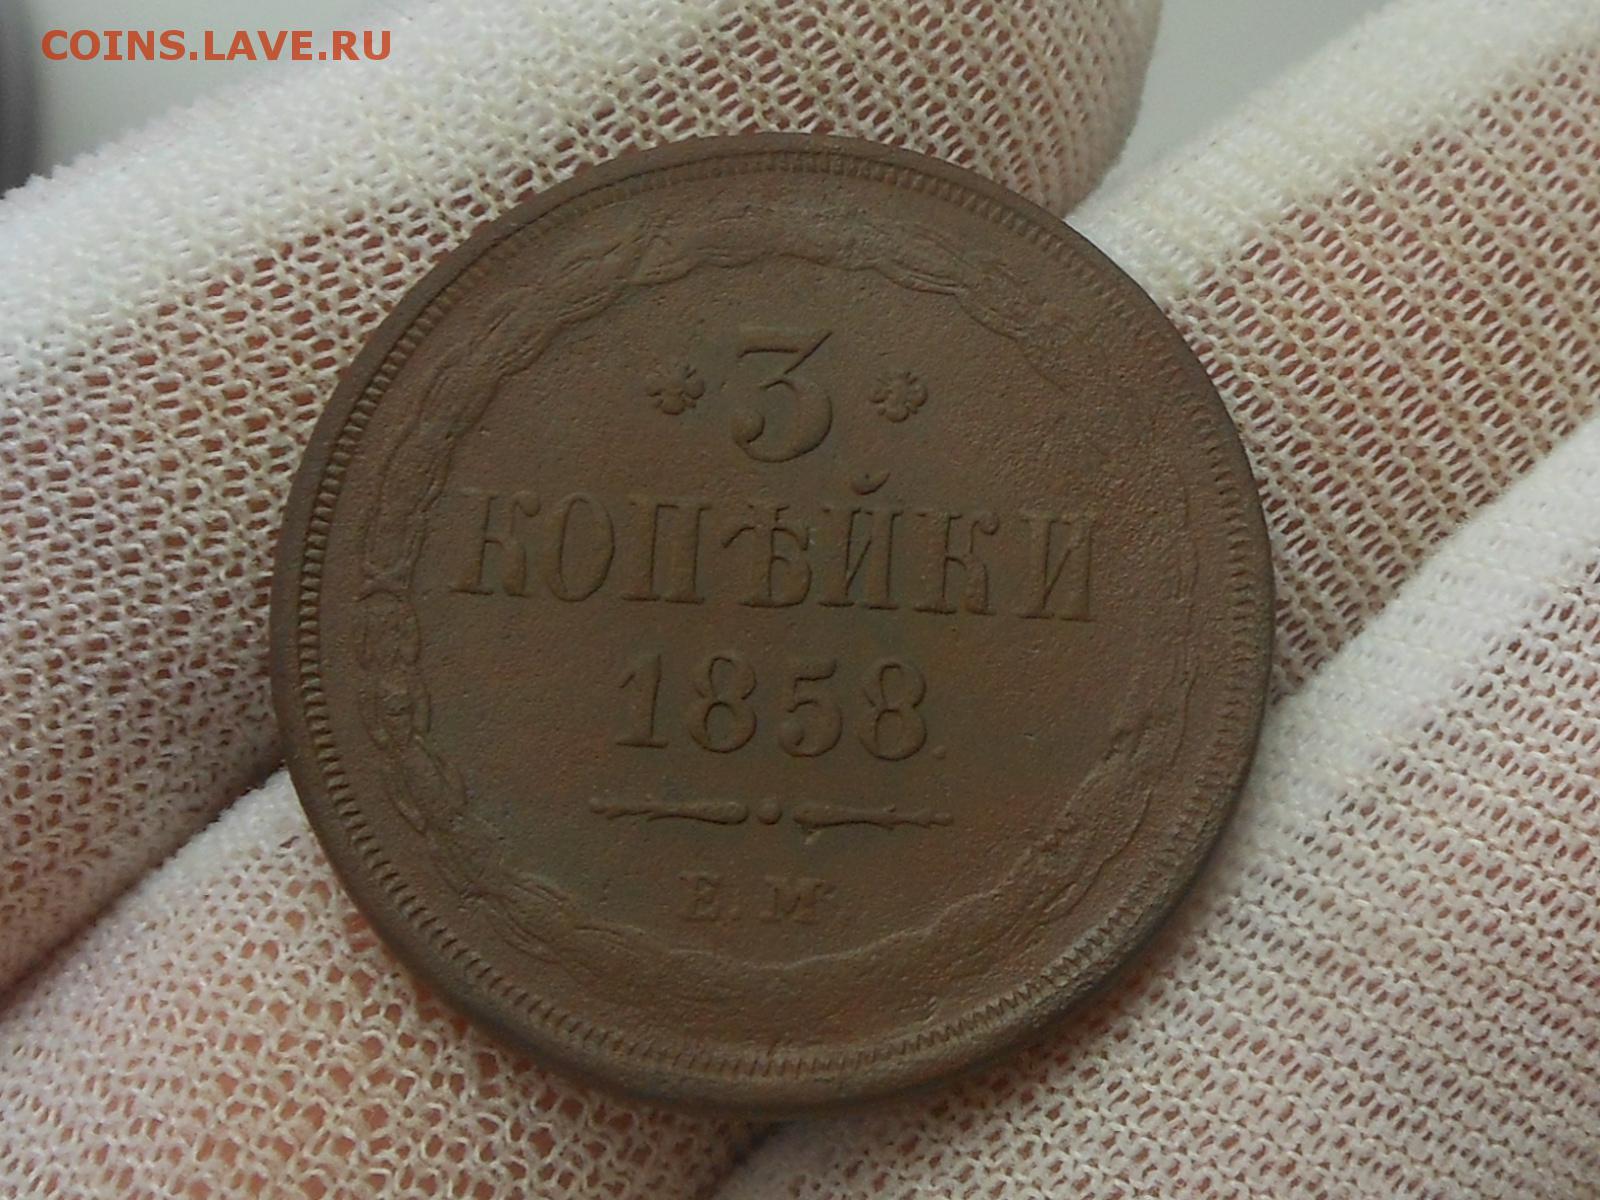 COINS.LAVE.RU
3
КОПѢЙКИ
1858.
Е.М